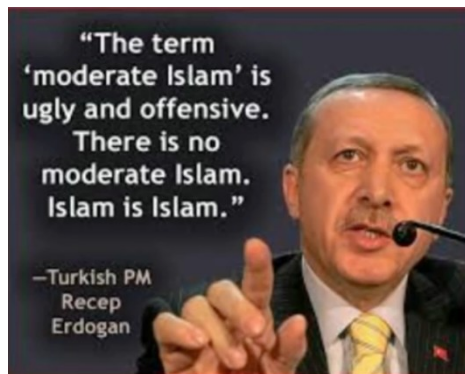 “The term
‘moderate Islam’ is
ugly and offensive.
There is no
moderate Islam.
Islam is Islam.”
—Turkish PM
Recep
Erdogan